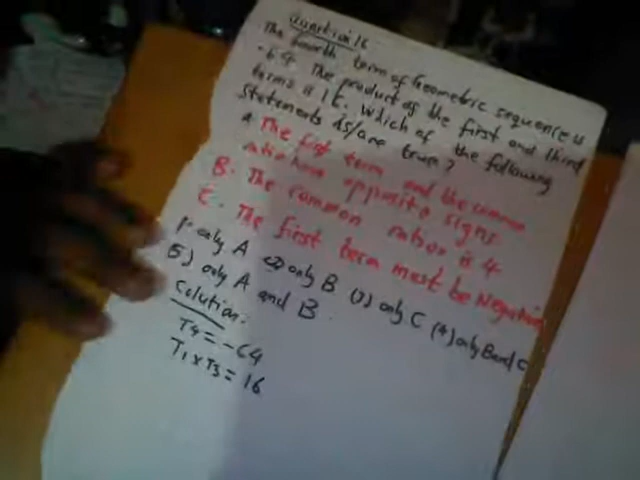 Question 16
The fourth term of Geometric sequence is
-64. The product of the first and third
terms is 16. Which of the following
statements is/are true?
A. The first term and the common
ratio have opposite signs
B. The common ratio is 4
C. The first term must be Negative
1. only A (2) only B (3) only C (4) only B and C
5) only A and B.
Solution:
T4 = -64
T1 x T3 = 16